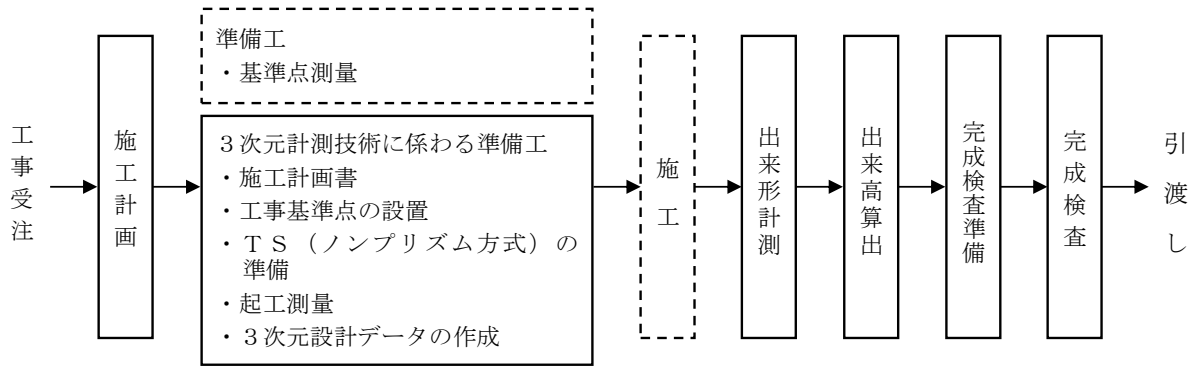 工事受注
施工計画
準備工
・基準点測量
３次元計測技術に係わる準備工
・施工計画書
・工事基準点の設置
・ＴＳ（ノンプリズム方式）の
準備
・起工測量
・３次元設計データの作成
施工
出来形計測
出来高算出
完成検査準備
完成検査
引渡し